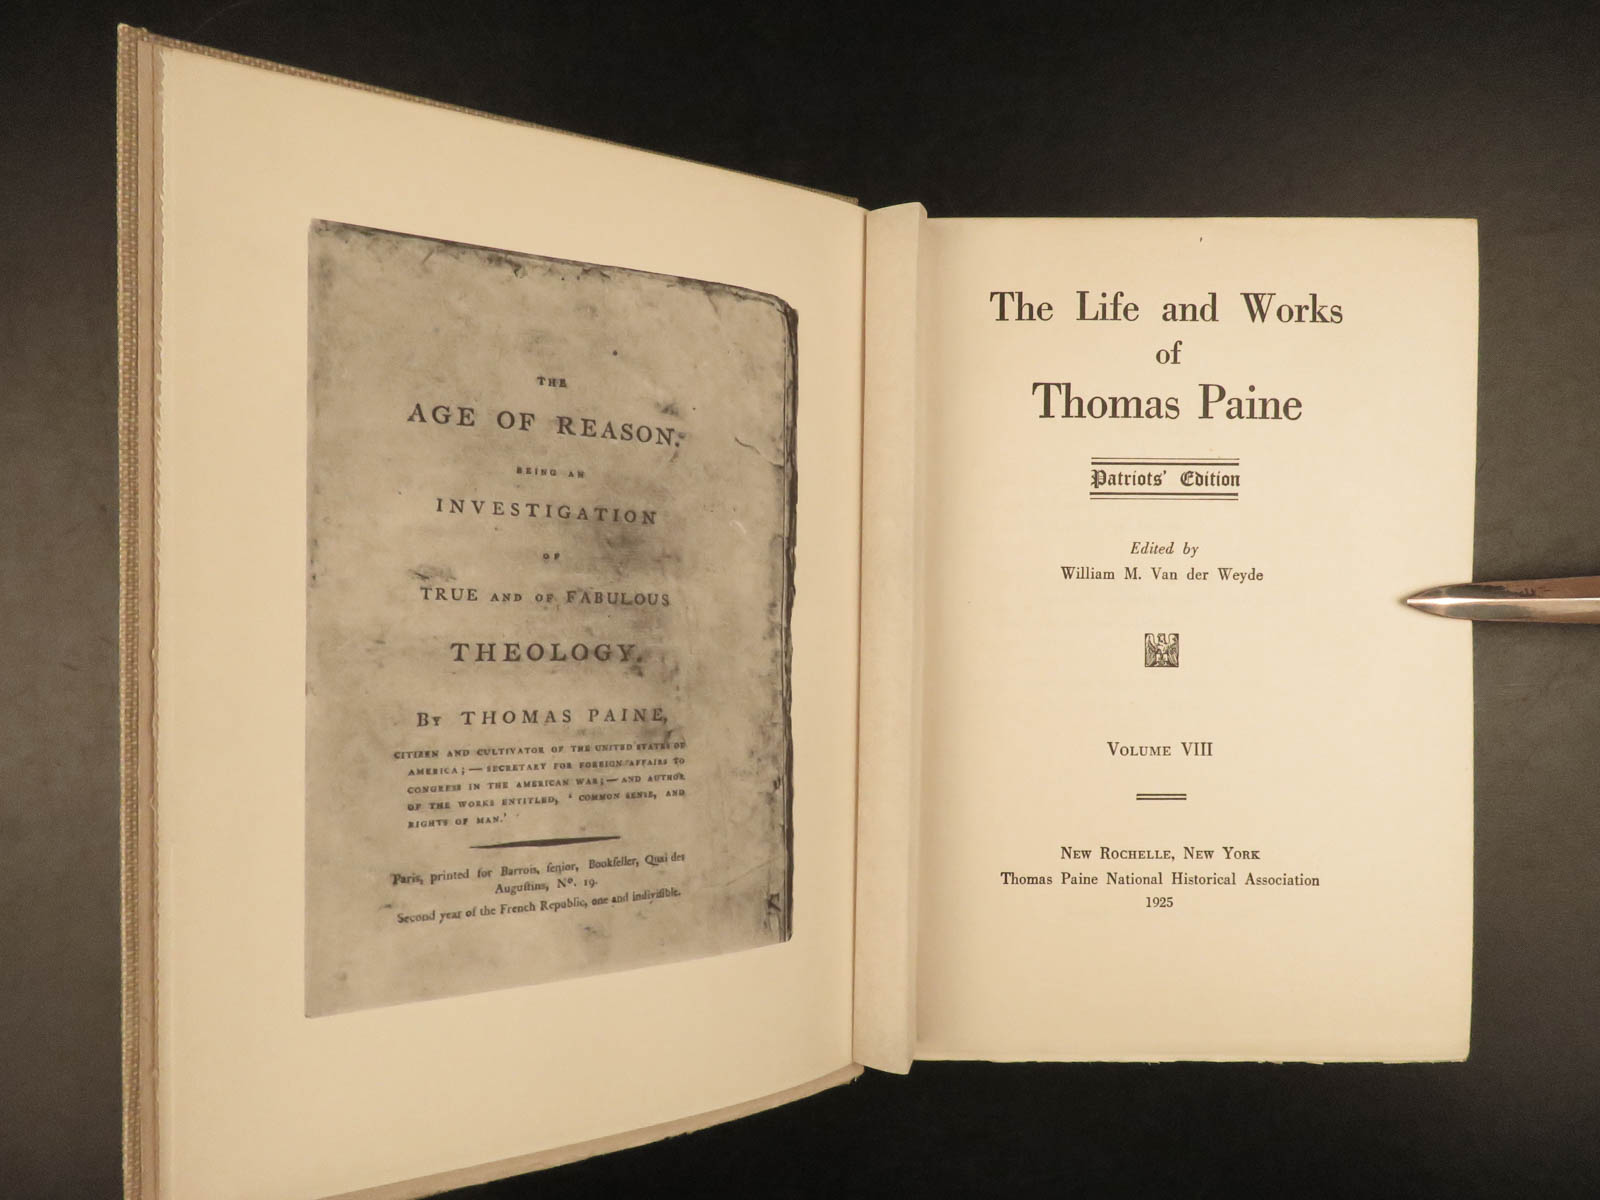 THE
AGE OF REASON.
BEING AN
INVESTIGATION
OF
TRUE AND OF FABULOUS
THEOLOGY.
BY THOMAS PAINE,
CITIZEN AND CULTIVATOR OF THE UNITED STATES OF
AMERICA;—SECRETARY FOR FOREIGN AFFAIRS TO
CONGRESS IN THE AMERICAN WAR;—AND AUTHOR
OF THE WORKS ENTITLED, ‘ COMMON SENSE, AND
RIGHTS OF MAN.’
Paris, printed for Barrois, ſenior, Bookſeller, Quai des
Auguſtins, Nº. 19.
Second year of the French Republic, one and indiviſible.
The Life and Works
of
Thomas Paine
Patriots’ Edition
Edited by
William M. Van der Weyde
VOLUME VIII
NEW ROCHELLE, NEW YORK
Thomas Paine National Historical Association
1925